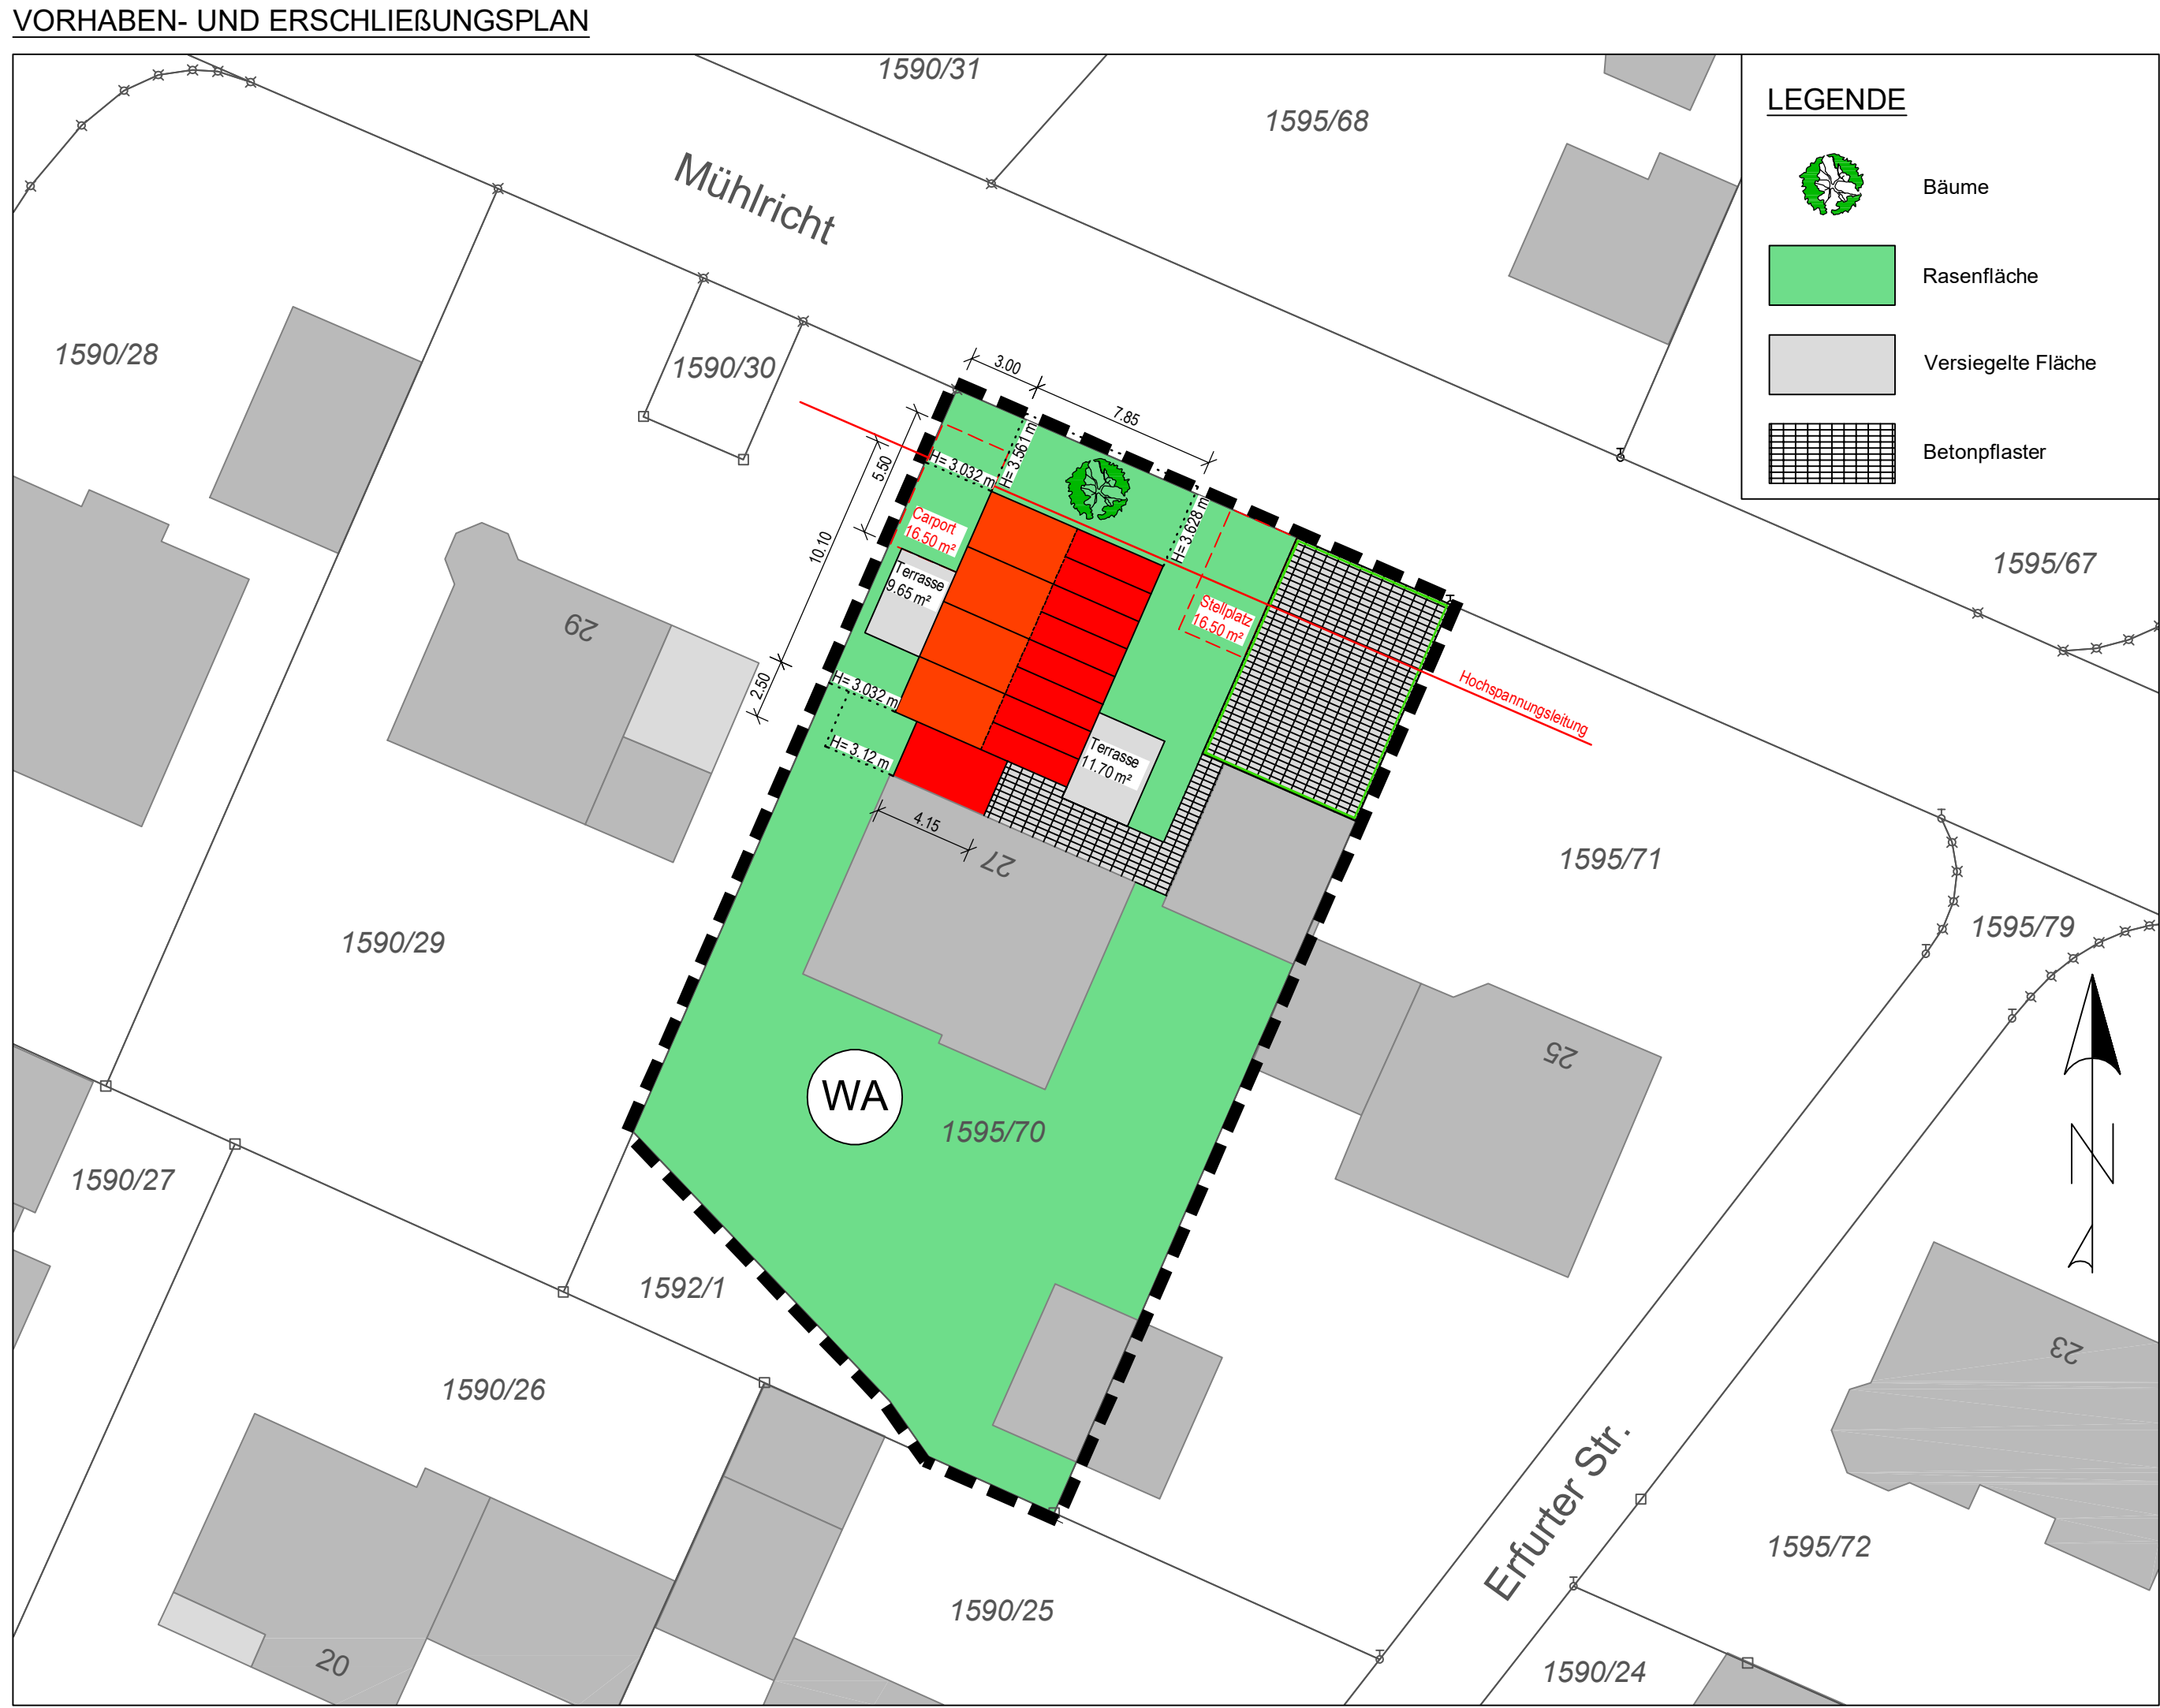 VORHABEN- UND ERSCHLIEßUNGSPLAN
1590/31
1595/68
LEGENDE
Bäume
Rasenfläche
Versiegelte Fläche
Betonpflaster
Mühlricht
1590/28
1590/30
3.00
7.85
5.50
10.10
2.50
H= 3.032 m
H= 3.561 m
H= 3.628 m
Carport
16.50 m²
Terrasse
9.65 m²
Stellplatz
16.50 m²
Hochspannungsleitung
1595/67
29
H= 3.032 m
H= 3.12 m
Terrasse
11.70 m²
4.15
27
1595/71
1590/29
1595/79
25
WA
1595/70
1590/27
1592/1
1590/26
23
Erfurter Str.
1595/72
1590/25
20
1590/24
N